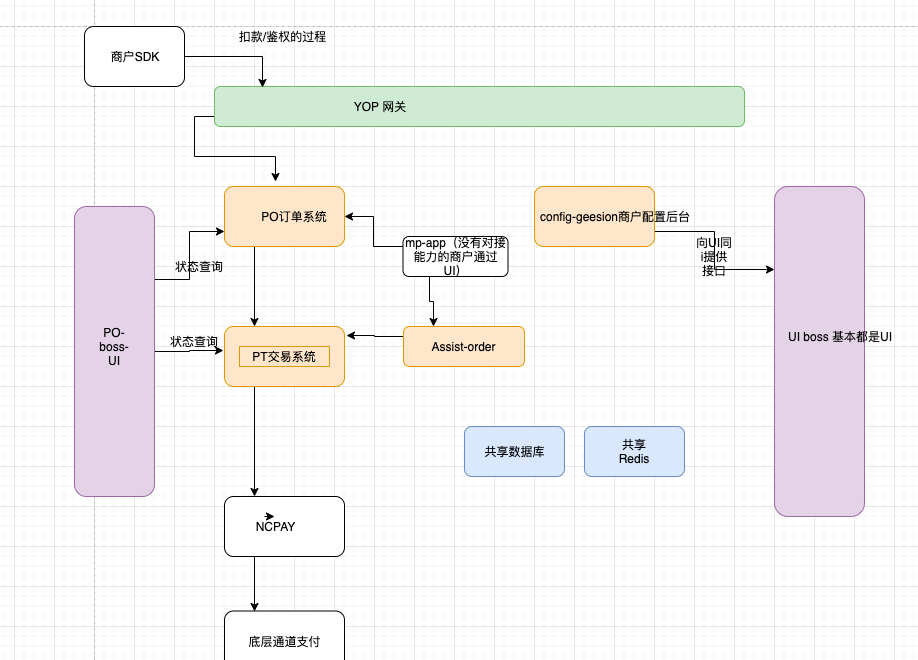 扣款/鉴权的过程
商户SDK
YOP 网关
PO订单系统
config-geesion商户配置后台
mp-app（没有对接
能力的商户通过
UI）
向UI同
i提供
接口
状态查询
PO-
boss-
UI
状态查询
PT交易系统
Assist-order
UI boss 基本都是UI
共享数据库
共享
Redis
NCPAY
底层通道支付